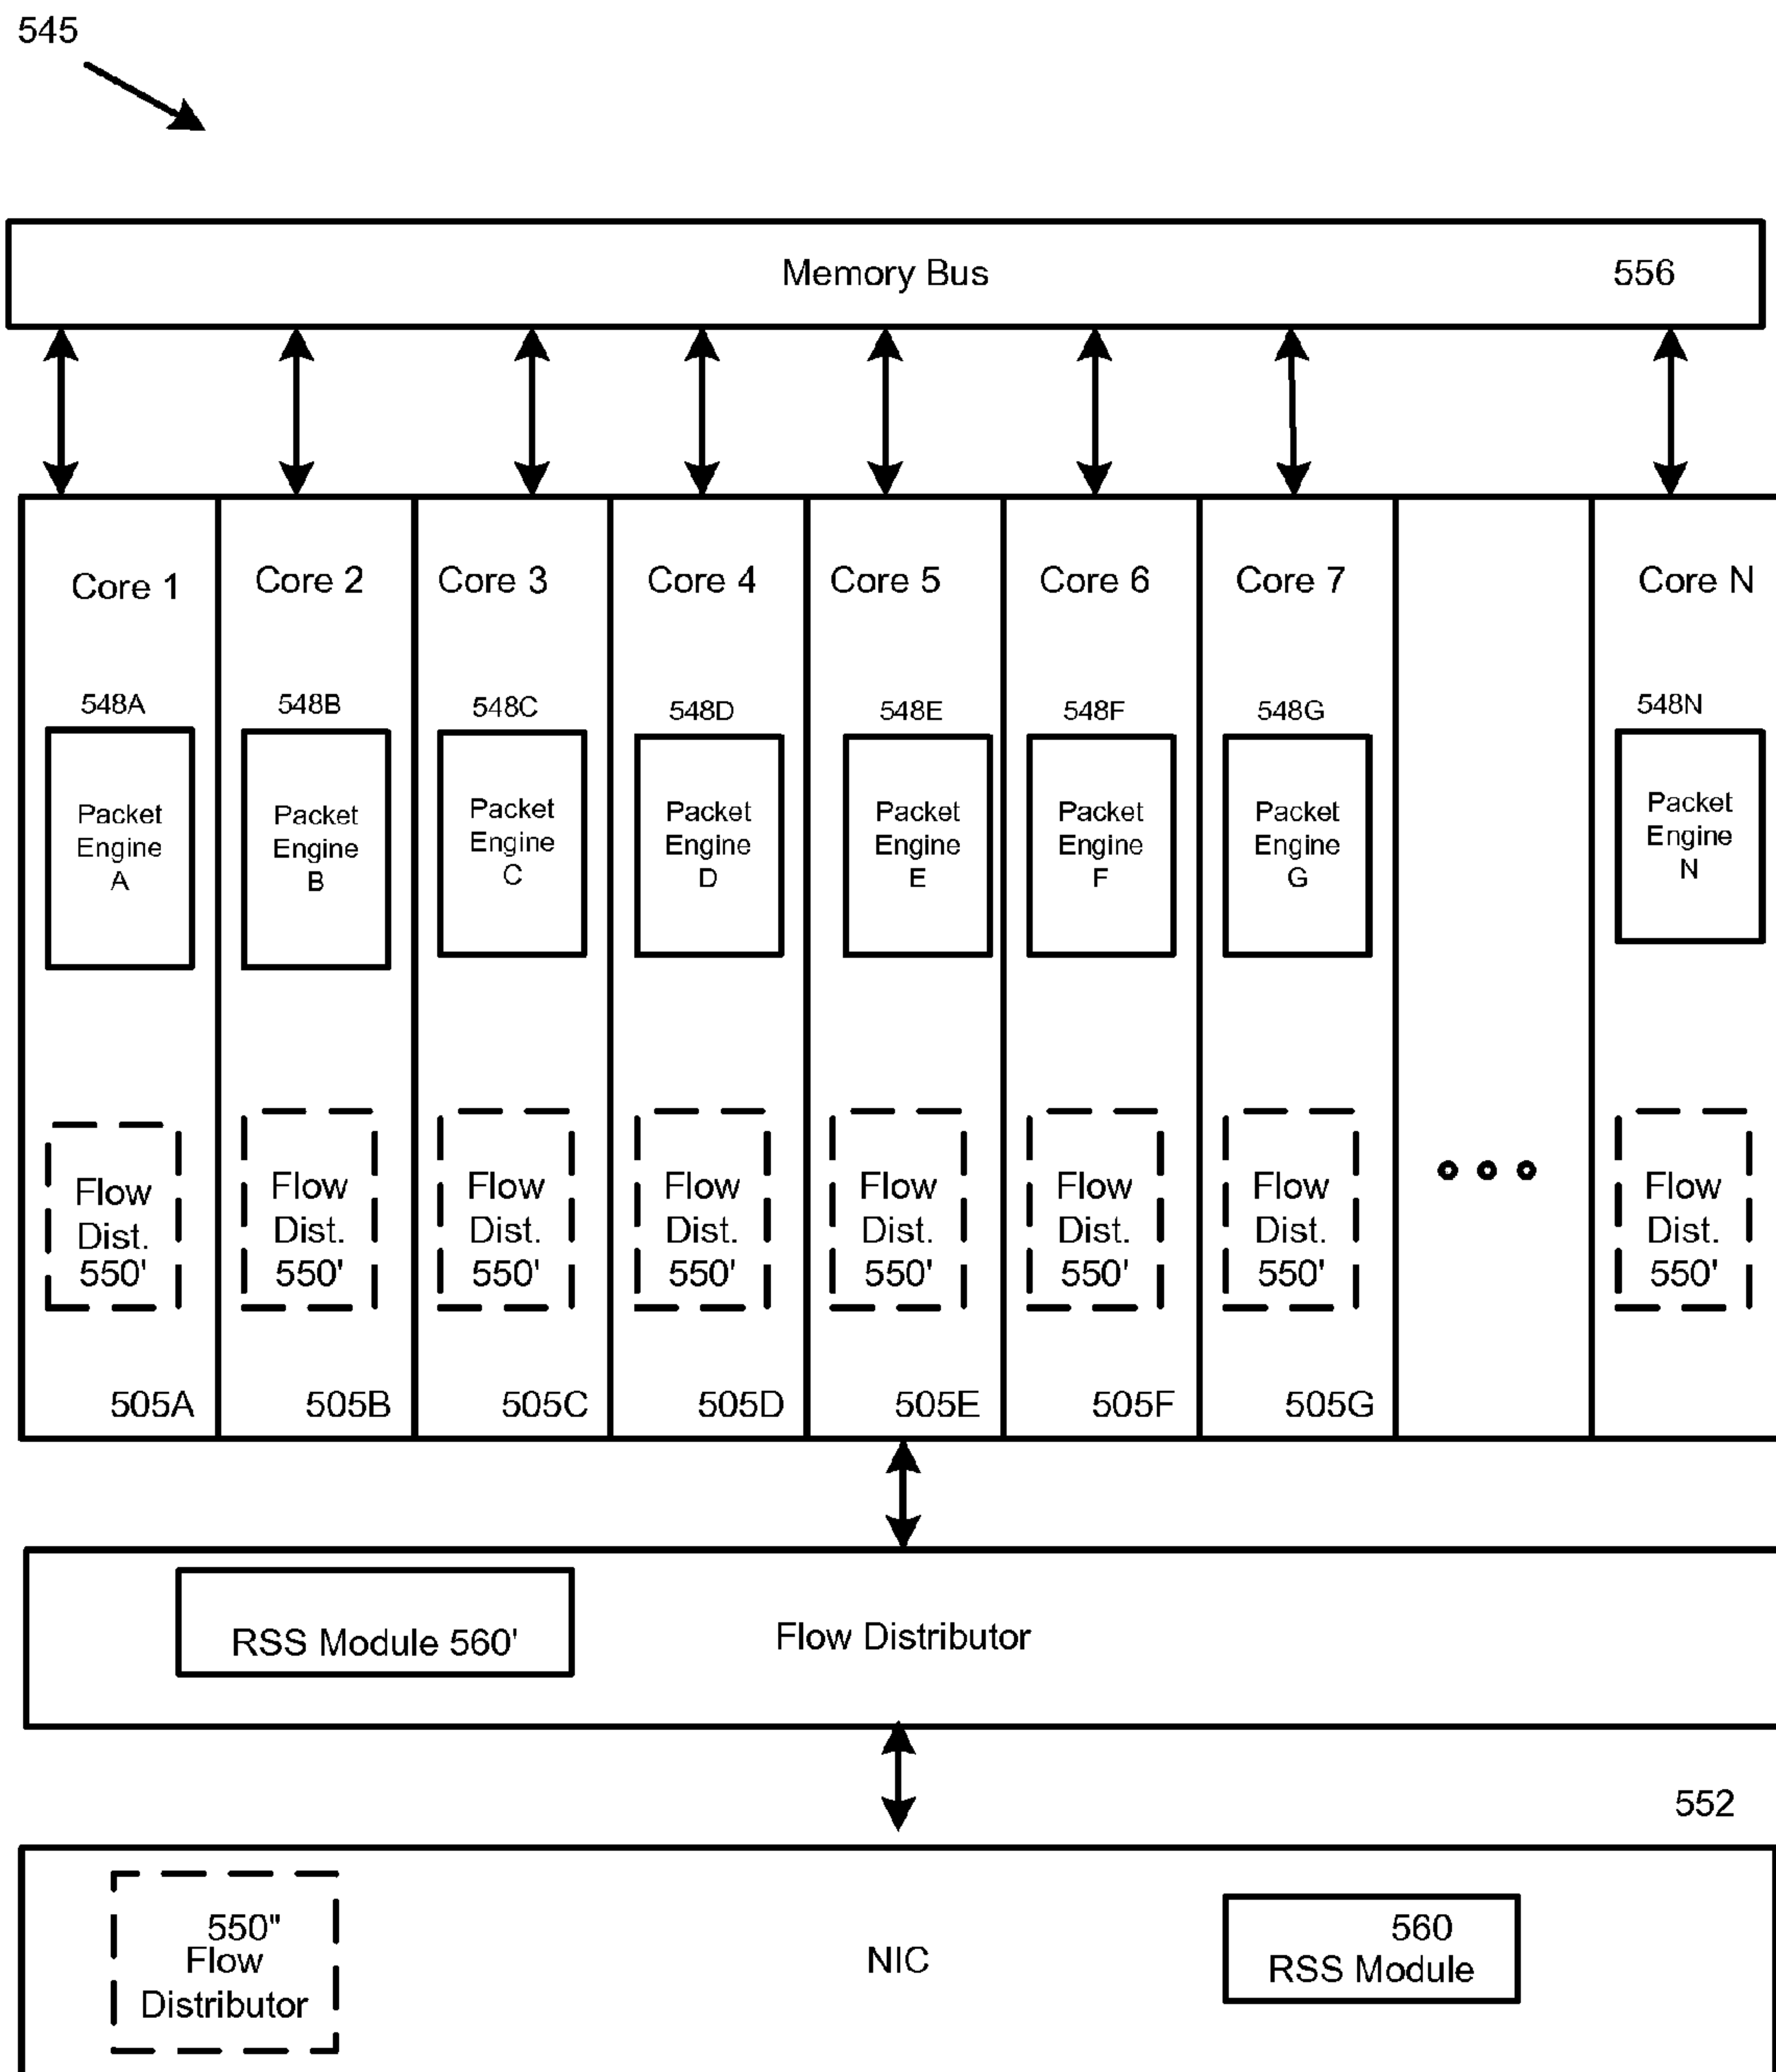 545
Memory Bus 556
Core 1 Core 2 Core 3 Core 4 Core 5 Core 6 Core 7 Core N
548A 548B 548C 548D 548E 548F 548G 548N
Packet
Engine
A
Packet
Engine
B
Packet
Engine
C
Packet
Engine
D
Packet
Engine
E
Packet
Engine
F
Packet
Engine
G
Packet
Engine
N
Flow
Dist.
550'
Flow
Dist.
550'
Flow
Dist.
550'
Flow
Dist.
550'
Flow
Dist.
550'
Flow
Dist.
550'
Flow
Dist.
550'
Flow
Dist.
550'
505A 505B 505C 505D 505E 505F 505G
RSS Module 560' Flow Distributor
552
550"
Flow
Distributor
NIC
560
RSS Module